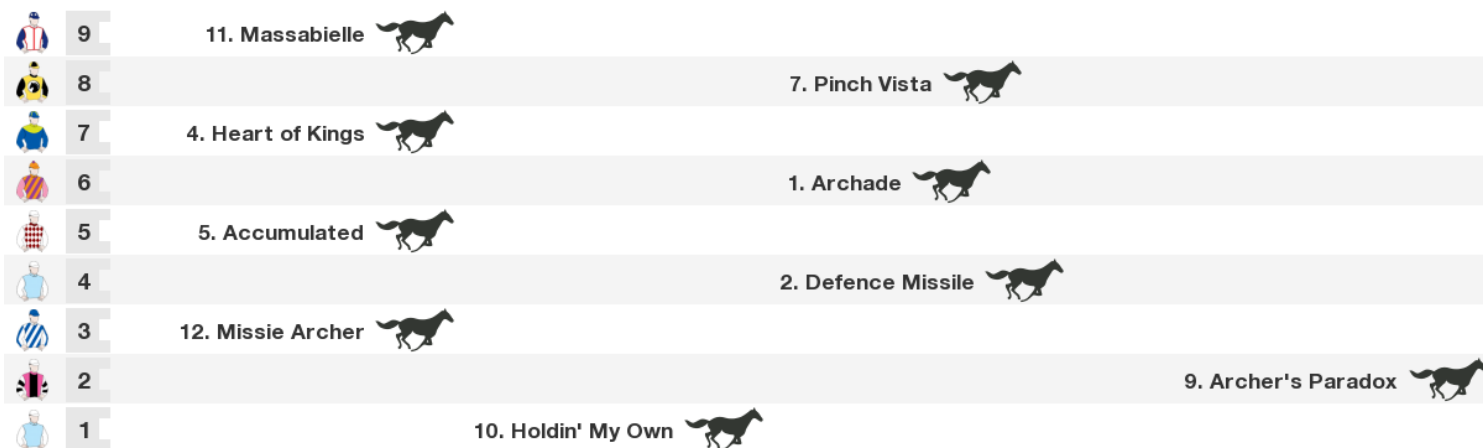 9 11. Massabielle
8 7. Pinch Vista
7 4. Heart of Kings
6 1. Archade
5 5. Accumulated
4 2. Defence Missile
3 12. Missie Archer
2 9. Archer's Paradox
1 10. Holdin' My Own